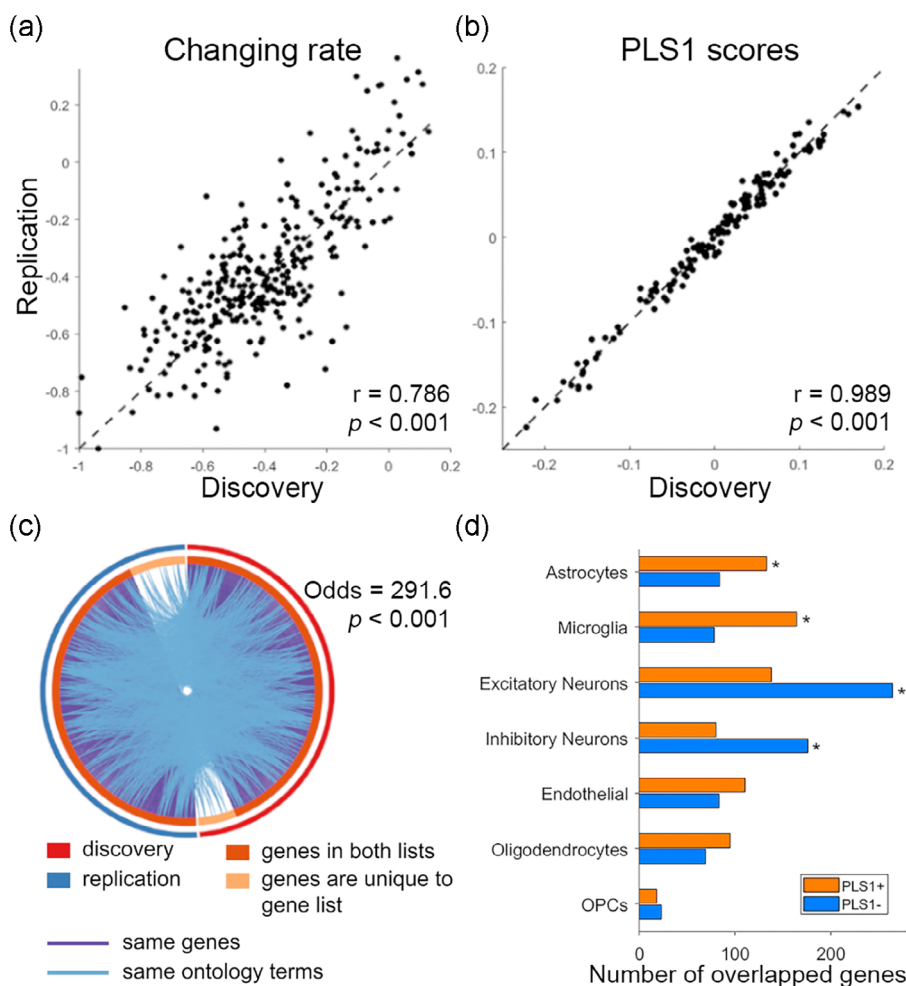 (a)
Changing rate
0.2
0
-0.2
-0.4
-0.6
-0.8
-1
Replication
-1
-0.8
-0.6
-0.4
-0.2
0
0.2
Discovery
r = 0.786
p < 0.001
(b)
PLS1 scores
0.2
0.1
0
-0.1
-0.2
-0.2
-0.1
0
0.1
0.2
Discovery
r = 0.989
p < 0.001
(c)
Odds = 291.6
p < 0.001
discovery
replication
genes in both lists
genes are unique to
gene list
same genes
same ontology terms
(d)
Astrocytes
*
Microglia
*
Excitatory Neurons
*
Inhibitory Neurons
*
Endothelial
Oligodendrocytes
OPCs
PLS1+
PLS1-
0
100
200
Number of overlapped genes